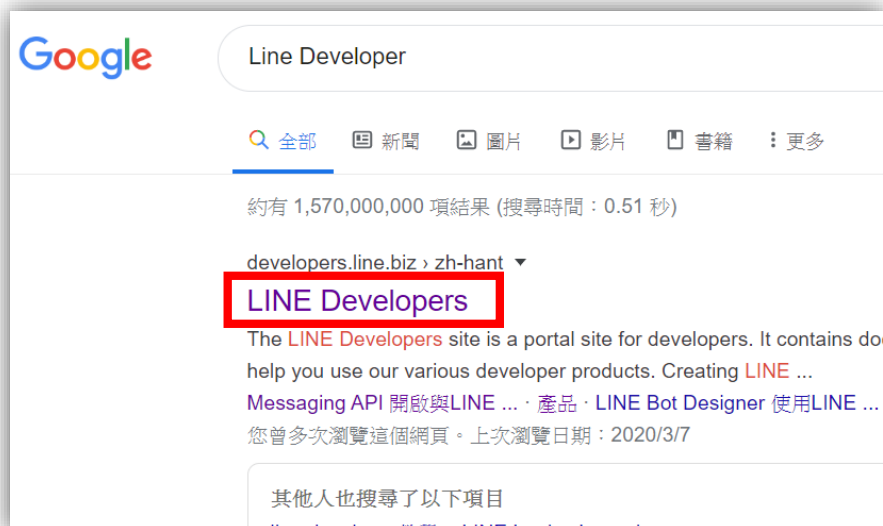 Google
Line Developer
全部 新聞 圖片 影片 書籍 更多
約有 1,570,000,000 項結果 (搜尋時間：0.51 秒)
developers.line.biz › zh-hant
LINE Developers
The LINE Developers site is a portal site for developers. It contains
help you use our various developer products. Creating LINE ...
Messaging API 開啟與LINE ... · 產品 · LINE Bot Designer 使用LINE ...
您曾多次瀏覽這個網頁。上次瀏覽日期：2020/3/7
其他人也搜尋了以下項目